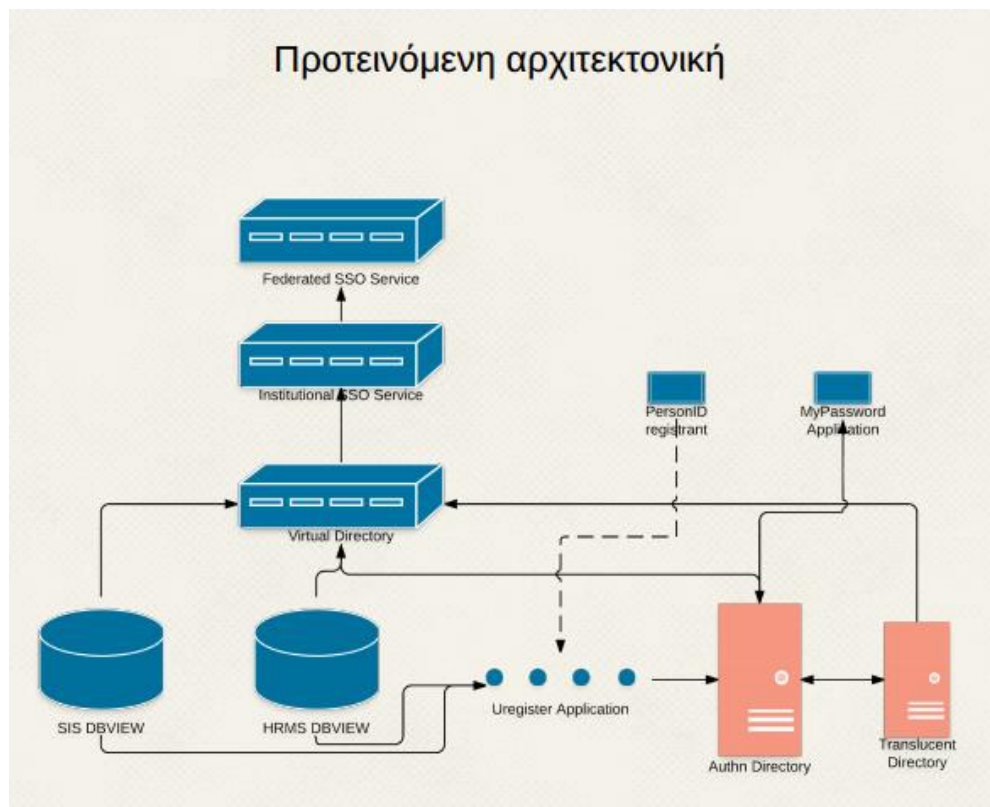 Προτεινόμενη αρχιτεκτονική
Federated SSO Service
Institutional SSO Service
PersonID
registrant
MyPassword
Application
Virtual Directory
SIS DBVIEW
HRMS DBVIEW
Uregister Application
Authn Directory
Translucent
Directory